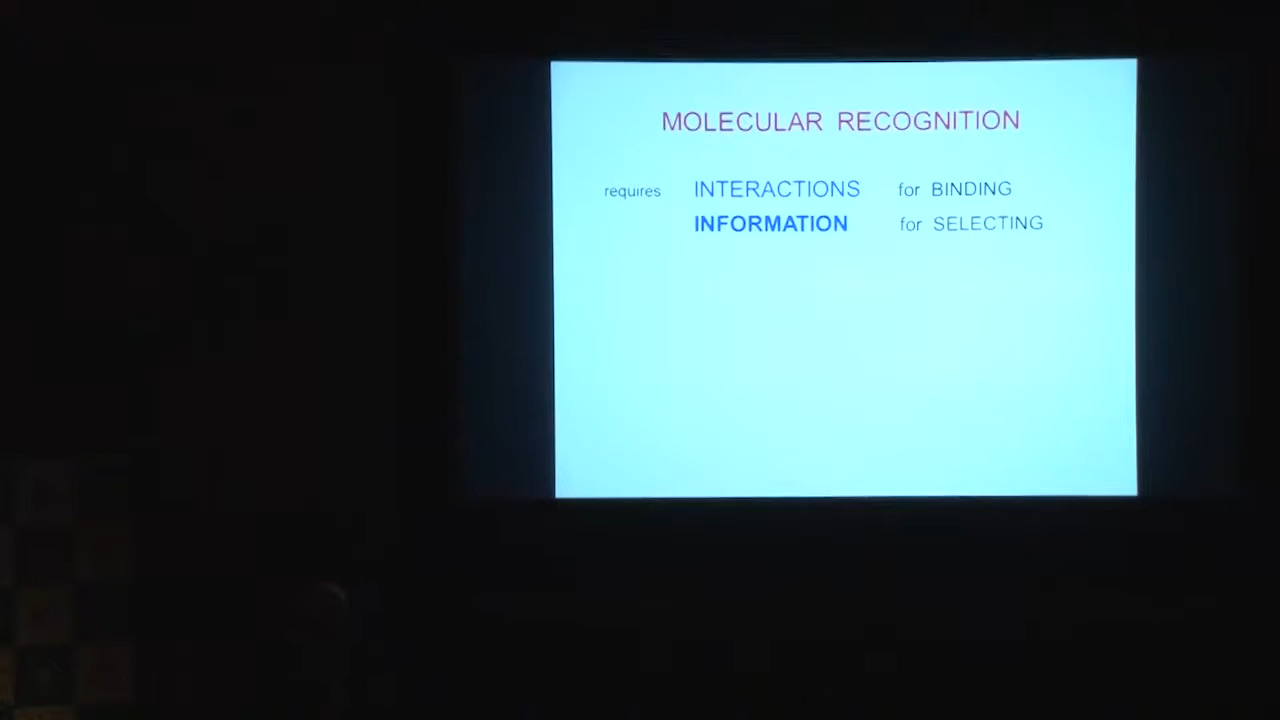 MOLECULAR RECOGNITION
requires INTERACTIONS for BINDING
INFORMATION for SELECTING